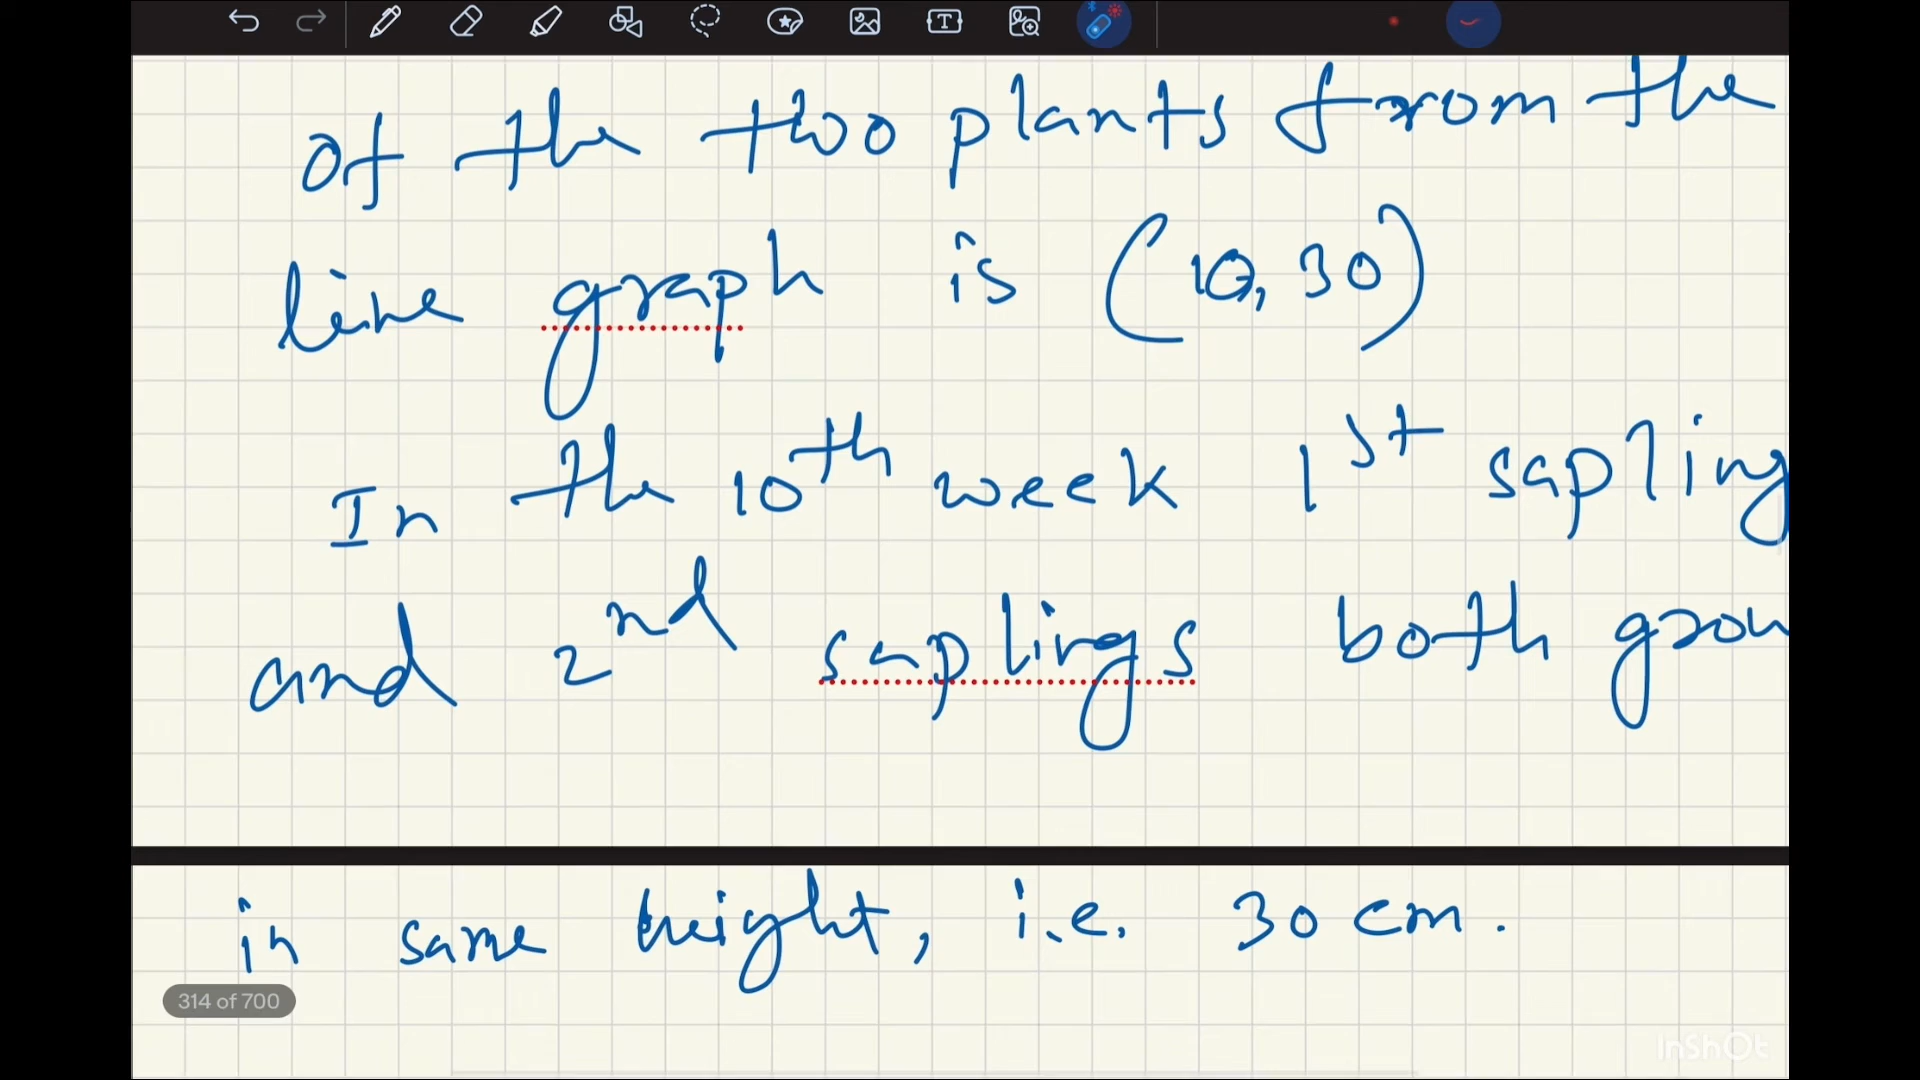 of the two plants from the
line graph is (10, 30)
In the 10th week 1st sapling
and 2nd saplings both grow
in same height, i.e. 30 cm.
314 of 700
InShOt